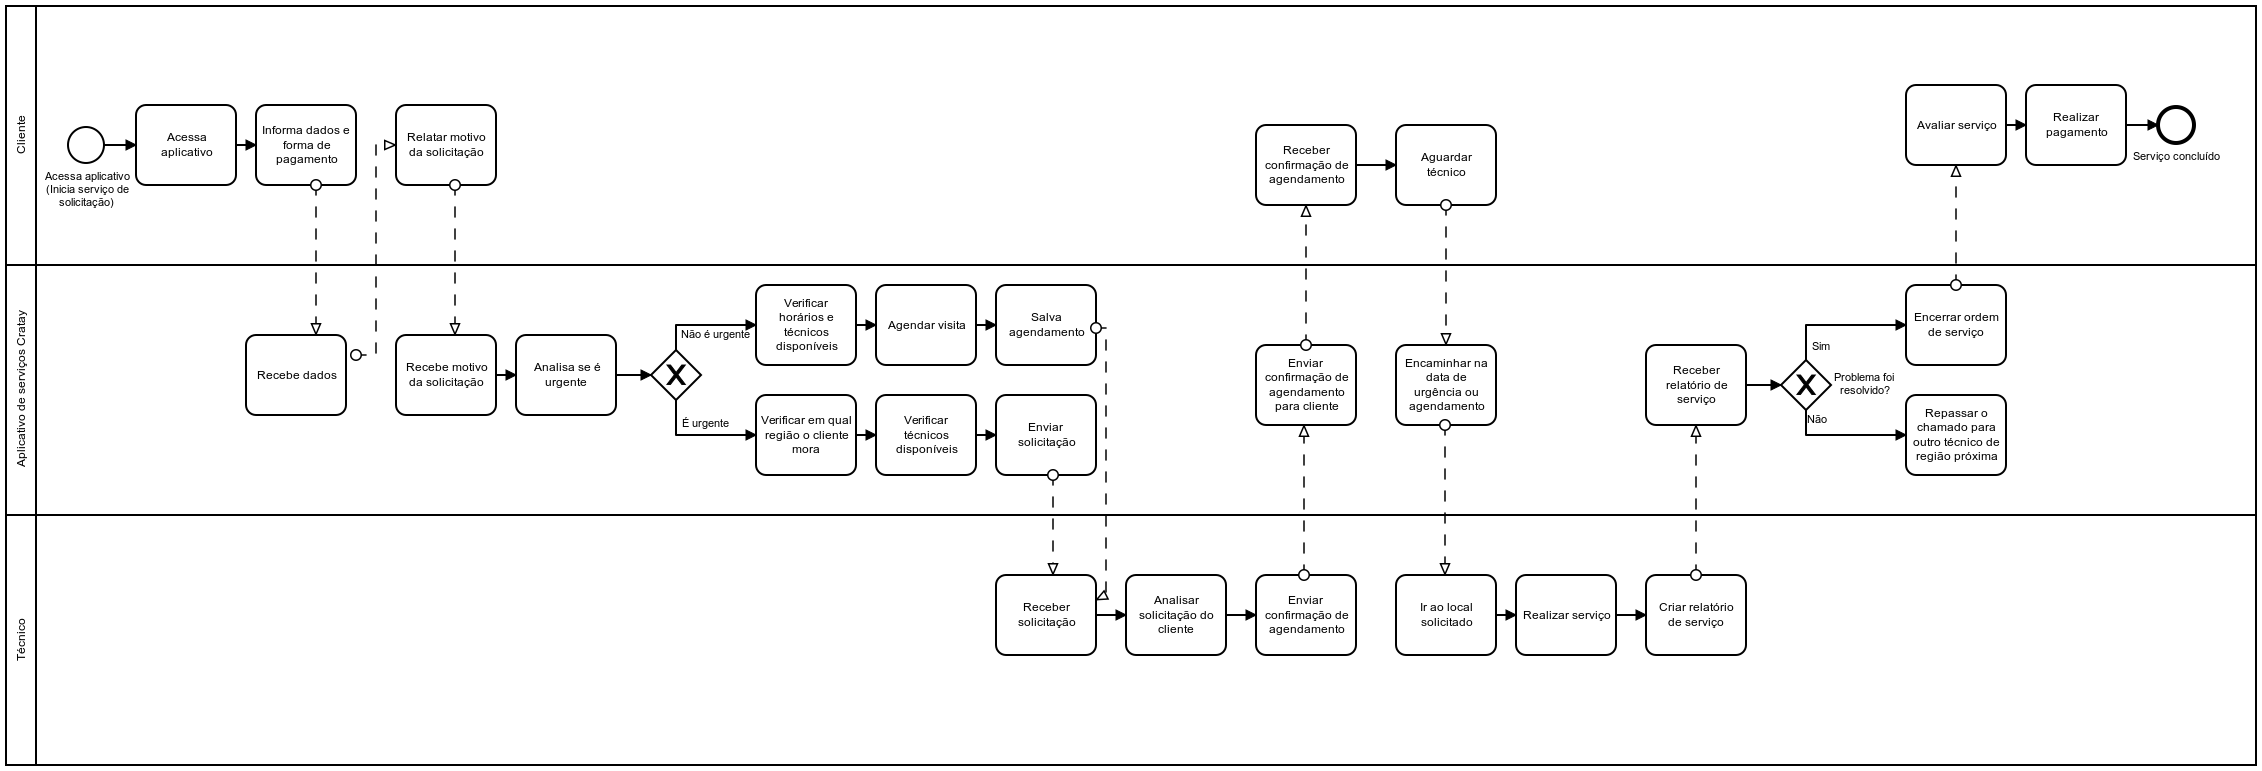 Cliente
Acessa aplicativo
(Inicia serviço de
solicitação)
Acessa
aplicativo
Informa dados e
forma de
pagamento
Relatar motivo
da solicitação
Receber
confirmação de
agendamento
Aguardar
técnico
Avaliar serviço
Realizar
pagamento
Serviço concluído
Aplicativo de serviços Cratay
Recebe dados
Recebe motivo
da solicitação
Analisa se é
urgente
Não é urgente
É urgente
Verificar
horários e
técnicos
disponíveis
Agendar visita
Salva
agendamento
Verificar em qual
região o cliente
mora
Verificar
técnicos
disponíveis
Enviar
solicitação
Enviar
confirmação de
agendamento
para cliente
Encaminhar na
data de
urgência ou
agendamento
Receber
relatório de
serviço
Sim
Problema foi
resolvido?
Não
Encerrar ordem
de serviço
Repassar o
chamado para
outro técnico de
região próxima
Técnico
Receber
solicitação
Analisar
solicitação do
cliente
Enviar
confirmação de
agendamento
Ir ao local
solicitado
Realizar serviço
Criar relatório
de serviço